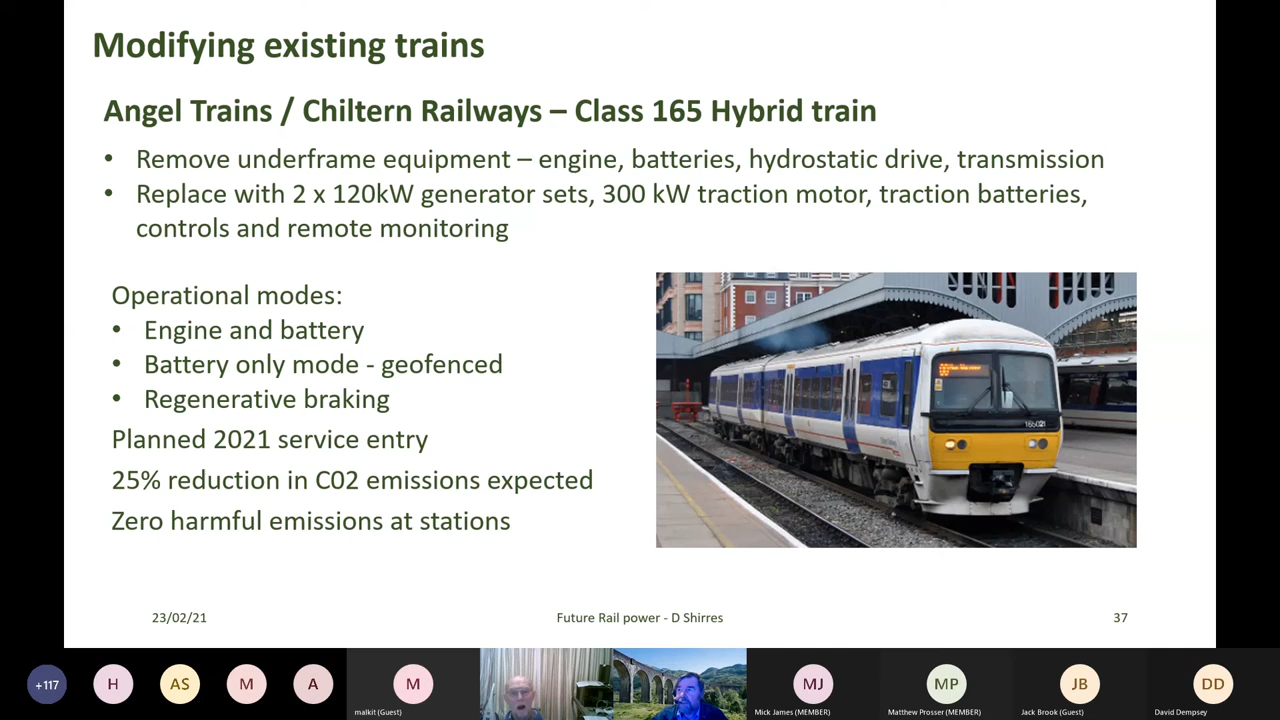 Modifying existing trains
Angel Trains / Chiltern Railways – Class 165 Hybrid train
• Remove underframe equipment – engine, batteries, hydrostatic drive, transmission
• Replace with 2 x 120kW generator sets, 300 kW traction motor, traction batteries,
controls and remote monitoring
Operational modes:
• Engine and battery
• Battery only mode - geofenced
• Regenerative braking
Planned 2021 service entry
25% reduction in C02 emissions expected
Zero harmful emissions at stations
23/02/21
Future Rail power - D Shirres
37
+117
H
AS
M
A
M
malkit (Guest)
MJ
Mick James (MEMBER)
MP
Matthew Prosser (MEMBER)
JB
Jack Brook (Guest)
DD
David Dempsey